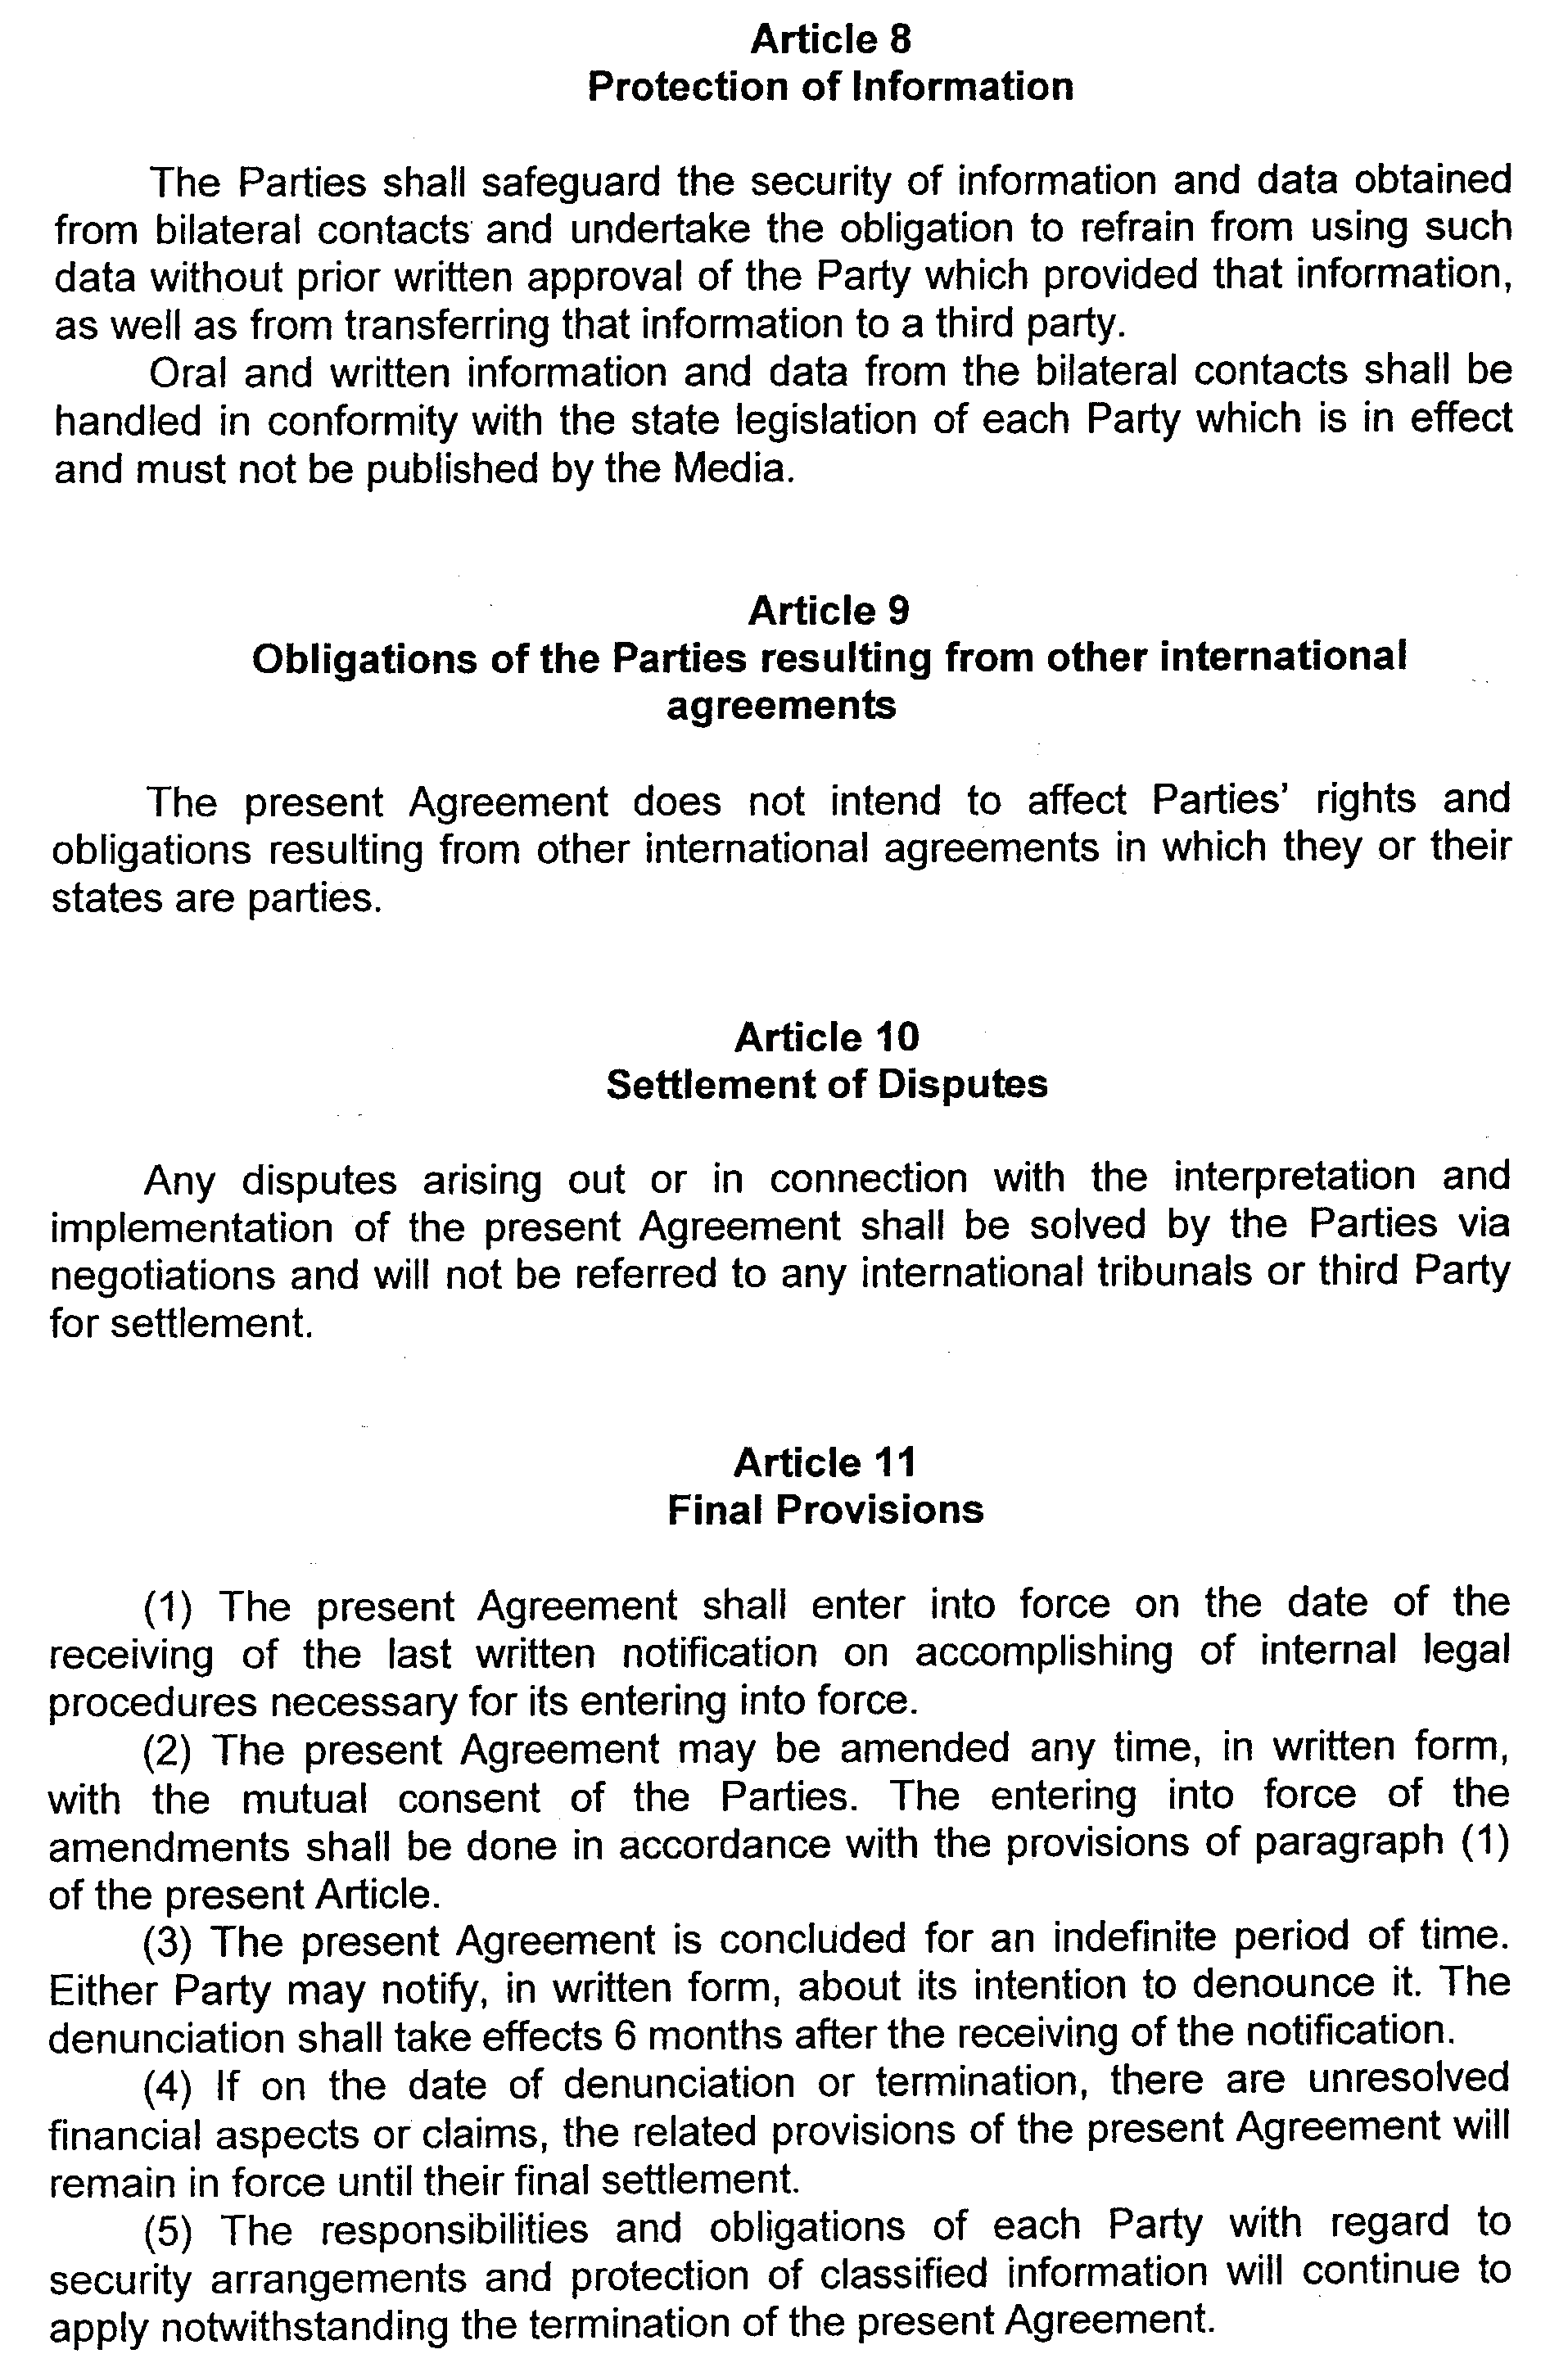 Article 8
Protection of Information
The Parties shall safeguard the security of information and data obtained
from bilateral contacts and undertake the obligation to refrain from using such
data without prior written approval of the Party which provided that information,
as well as from transferring that information to a third party.
Oral and written information and data from the bilateral contacts shall be
handled in conformity with the state legislation of each Party which is in effect
and must not be published by the Media.
Article 9
Obligations of the Parties resulting from other international
agreements
The present Agreement does not intend to affect Parties' rights and
obligations resulting from other international agreements in which they or their
states are parties.
Article 10
Settlement of Disputes
Any disputes arising out or in connection with the interpretation and
implementation of the present Agreement shall be solved by the Parties via
negotiations and will not be referred to any international tribunals or third Party
for settlement.
Article 11
Final Provisions
(1) The present Agreement shall enter into force on the date of the
receiving of the last written notification on accomplishing of internal legal
procedures necessary for its entering into force.
(2) The present Agreement may be amended any time, in written form,
with the mutual consent of the Parties. The entering into force of the
amendments shall be done in accordance with the provisions of paragraph (1)
of the present Article.
(3) The present Agreement is concluded for an indefinite period of time.
Either Party may notify, in written form, about its intention to denounce it. The
denunciation shall take effects 6 months after the receiving of the notification.
(4) If on the date of denunciation or termination, there are unresolved
financial aspects or claims, the related provisions of the present Agreement will
remain in force until their final settlement.
(5) The responsibilities and obligations of each Party with regard to
security arrangements and protection of classified information will continue to
apply notwithstanding the termination of the present Agreement.